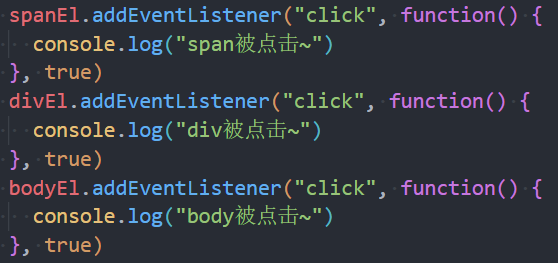 spanEl.addEventListener("click", function() {
  console.log("span被点击~")
}, true)
divEl.addEventListener("click", function() {
  console.log("div被点击~")
}, true)
bodyEl.addEventListener("click", function() {
  console.log("body被点击~")
}, true)